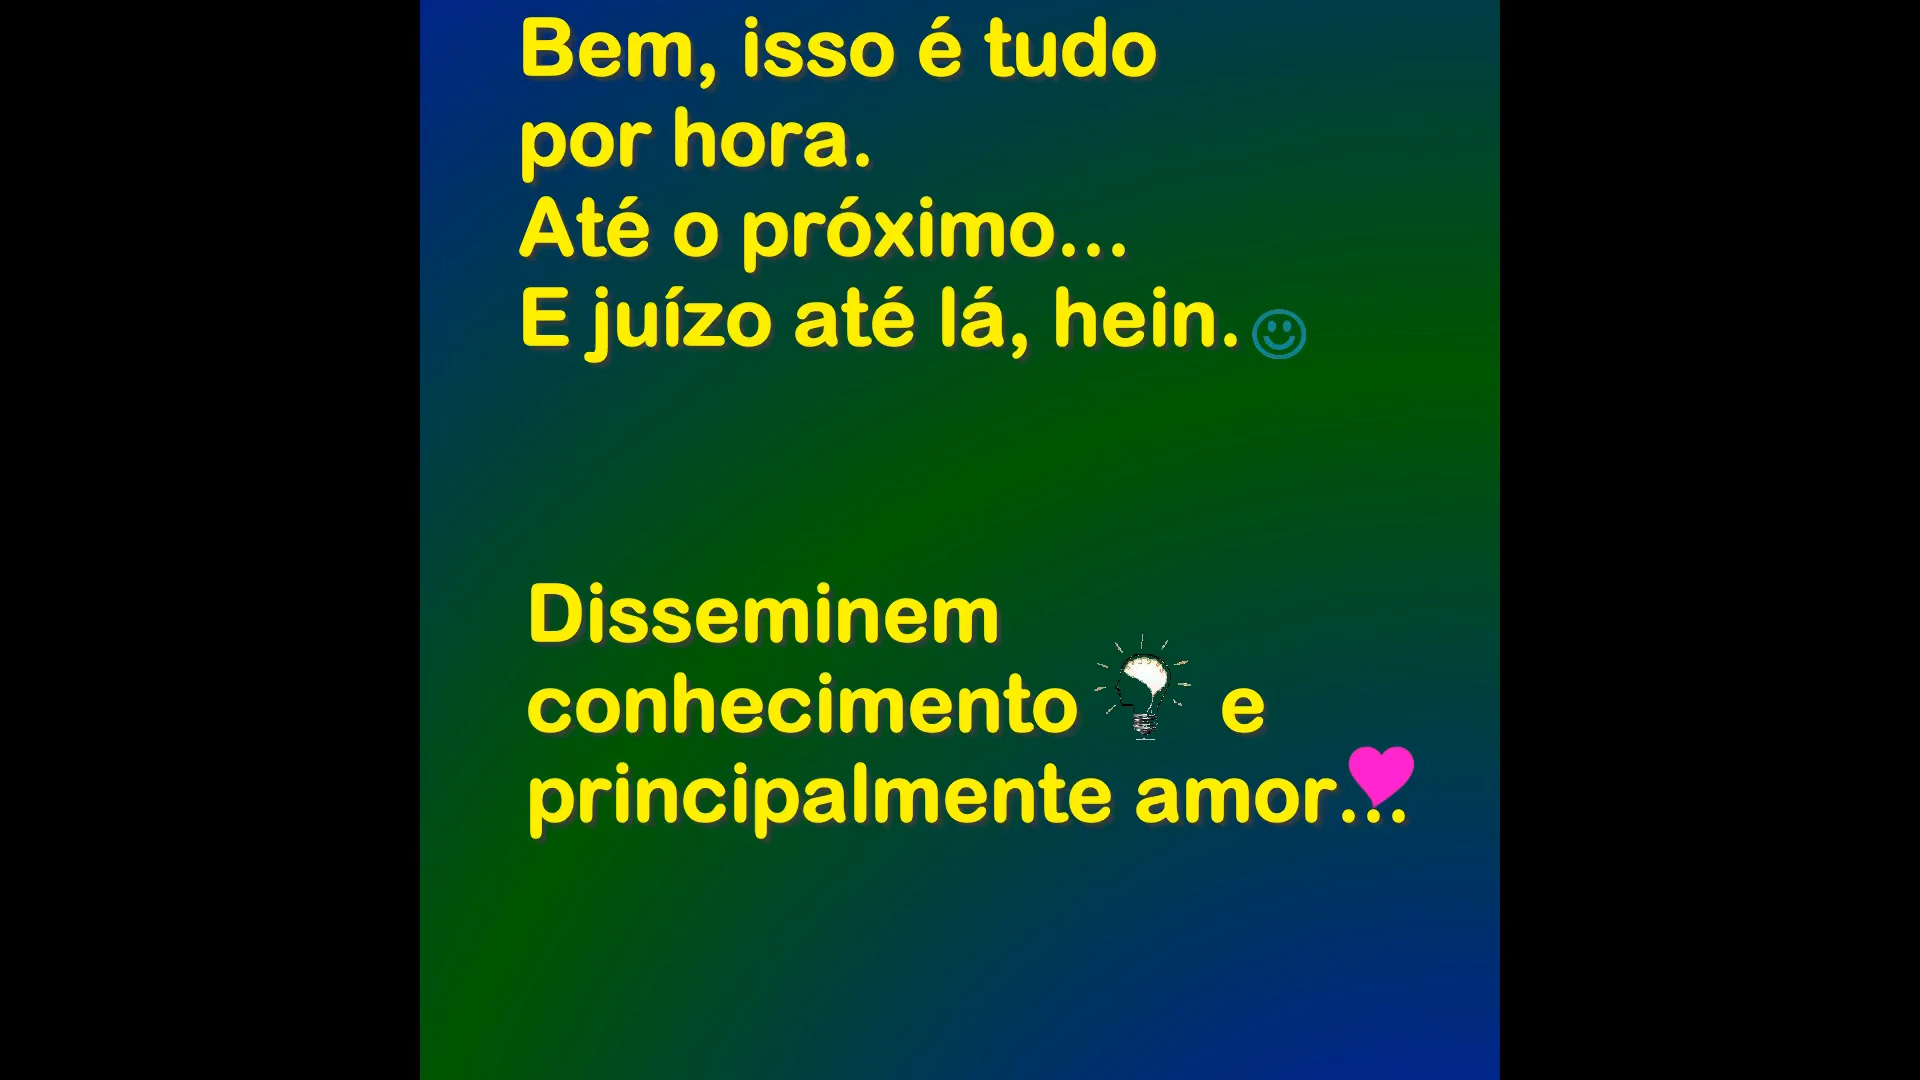 Bem, isso é tudo
por hora.
Até o próximo...
E juízo até lá, hein.
Disseminem
conhecimento e
principalmente amor...